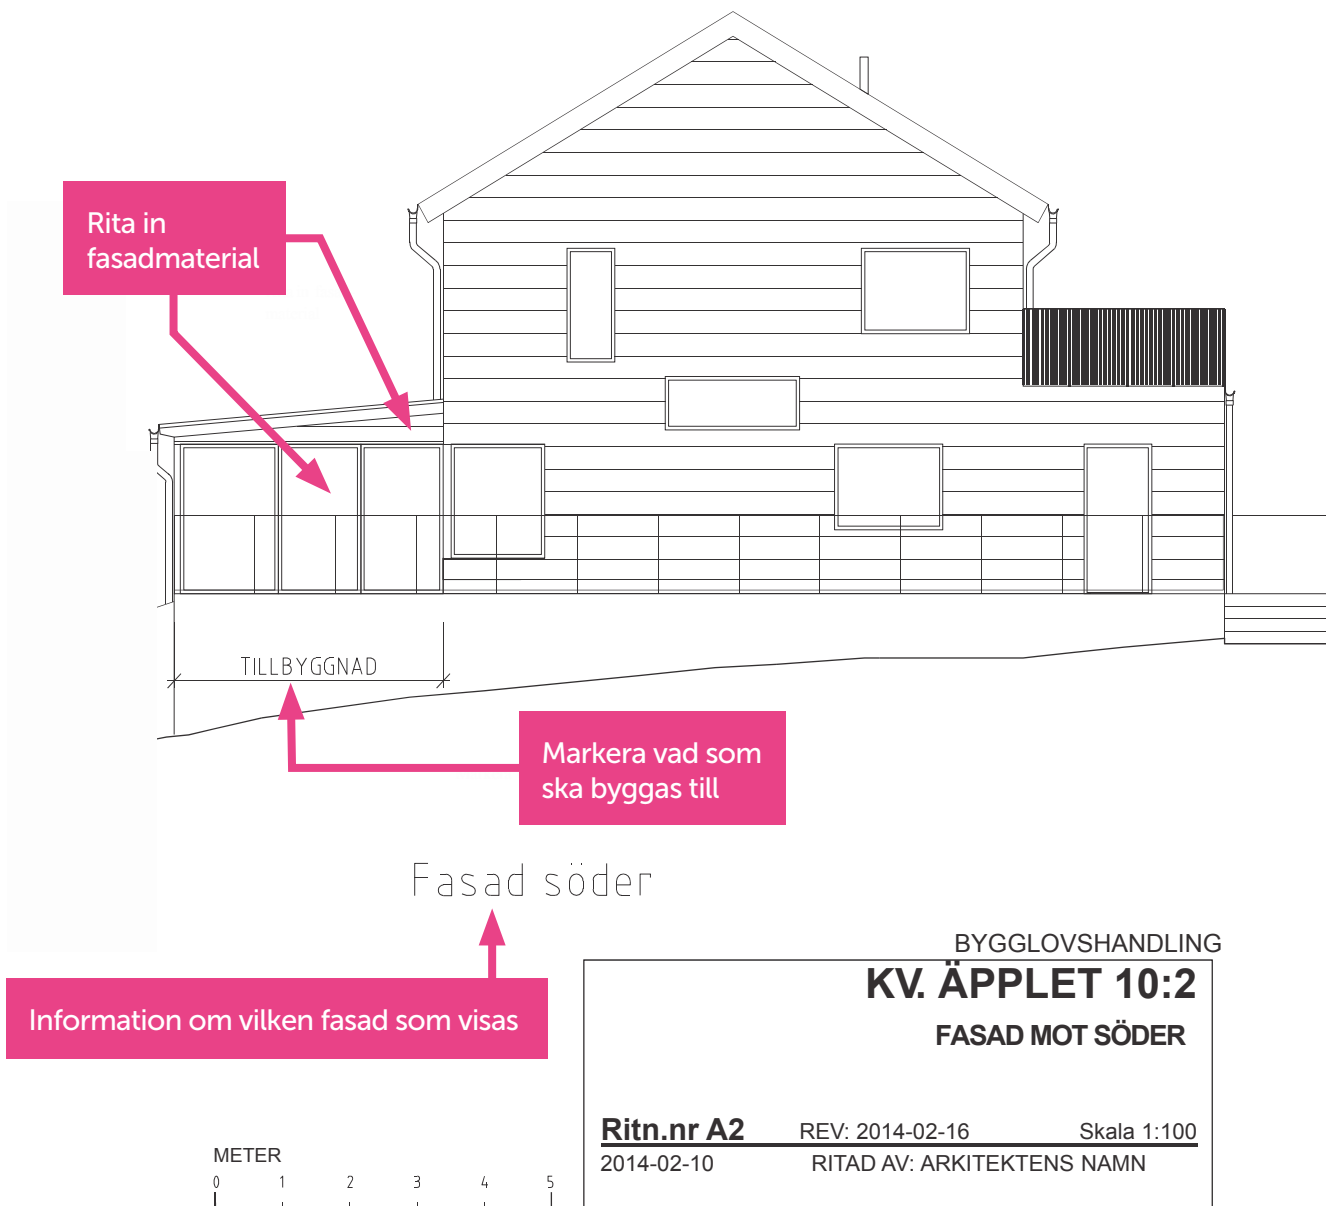 Rita in
fasadmaterial
TILLBYGGNAD
Markera vad som
ska byggas till
Fasad söder
Information om vilken fasad som visas
BYGGLOVSHANDLING
KV. ÄPPLET 10:2
FASAD MOT SÖDER
Ritn.nr A2 REV: 2014-02-16 Skala 1:100
2014-02-10 RITAD AV: ARKITEKTENS NAMN
METER
0 1 2 3 4 5